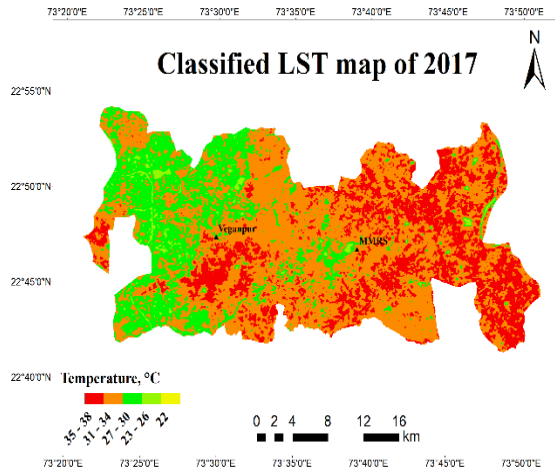 73°20'0"E 73°25'0"E 73°30'0"E 73°35'0"E 73°40'0"E 73°45'0"E 73°50'0"E
N
Classified LST map of 2017
22°55'0"N
22°50'0"N
22°45'0"N
22°40'0"N
Veganpur
MMRS
Temperature, °C
35 - 38
31 - 34
27 - 30
23 - 26
22
0 2 4 8 12 16
km
73°20'0"E 73°25'0"E 73°30'0"E 73°35'0"E 73°40'0"E 73°45'0"E 73°50'0"E